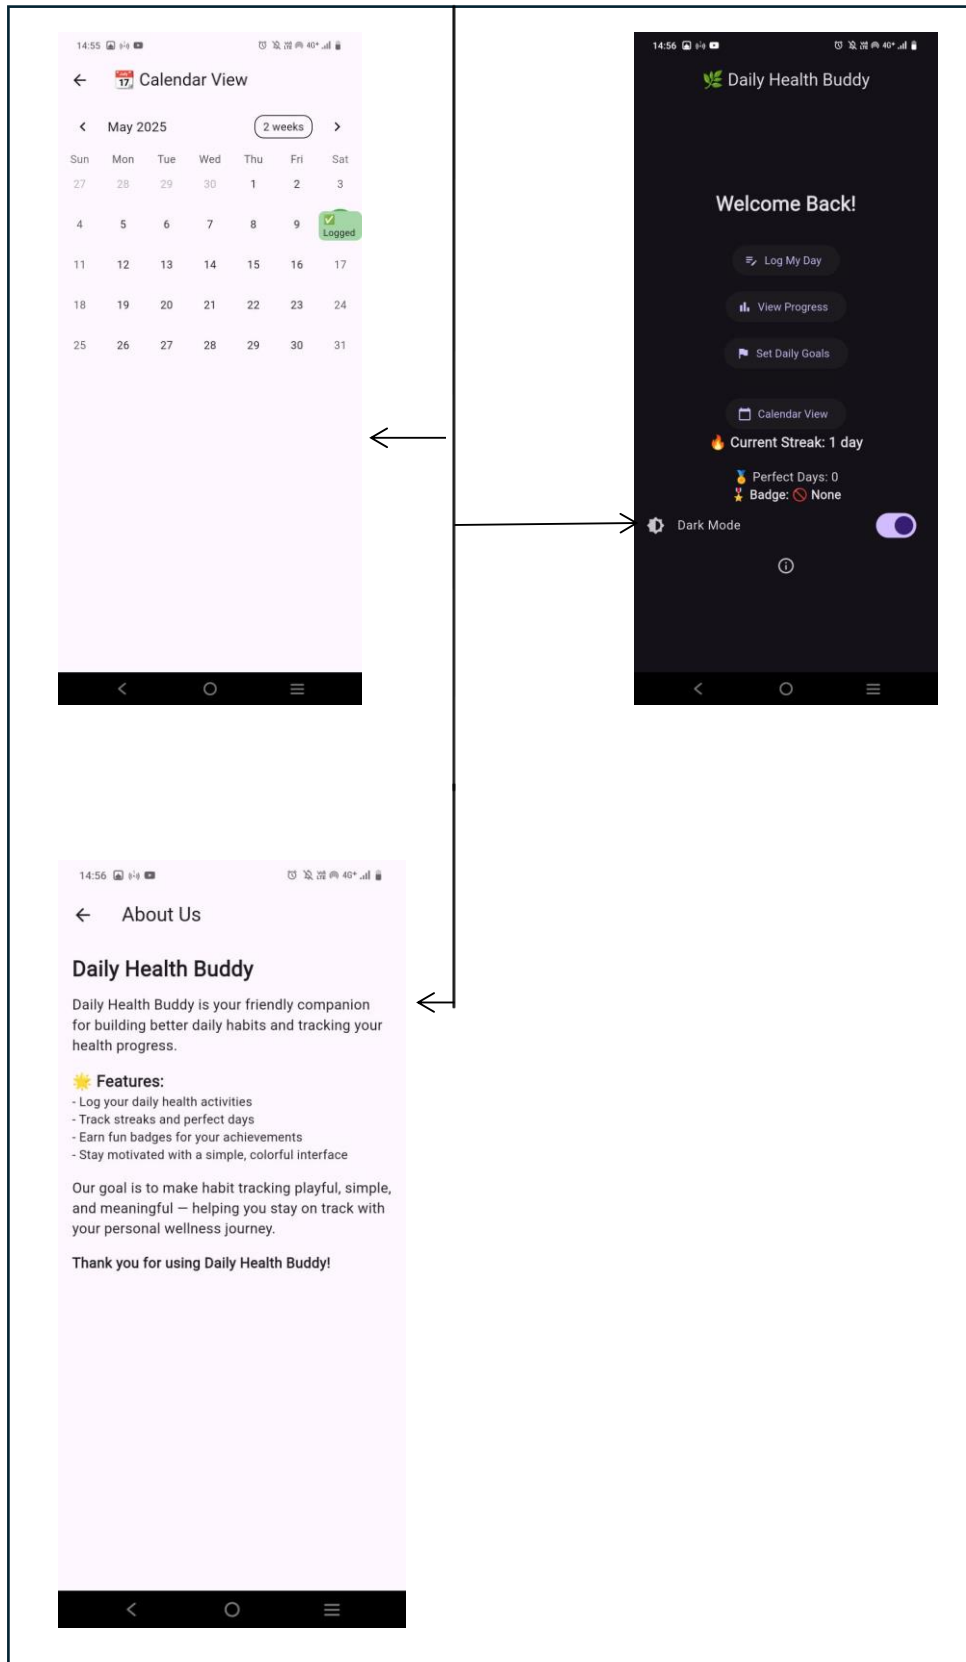 14:55
4G+
Calendar View
May 2025
2 weeks
Sun Mon Tue Wed Thu Fri Sat
27 28 29 30 1 2 3
4 5 6 7 8 9 ✅
Logged
11 12 13 14 15 16 17
18 19 20 21 22 23 24
25 26 27 28 29 30 31
14:56
4G+
🌿 Daily Health Buddy
Welcome Back!
Log My Day
View Progress
Set Daily Goals
Calendar View
🔥 Current Streak: 1 day
🏅 Perfect Days: 0
🎖️ Badge: 🚫 None
Dark Mode
14:56
4G+
About Us
Daily Health Buddy
Daily Health Buddy is your friendly companion
for building better daily habits and tracking your
health progress.
🌟 Features:
- Log your daily health activities
- Track streaks and perfect days
- Earn fun badges for your achievements
- Stay motivated with a simple, colorful interface
Our goal is to make habit tracking playful, simple,
and meaningful — helping you stay on track with
your personal wellness journey.
Thank you for using Daily Health Buddy!